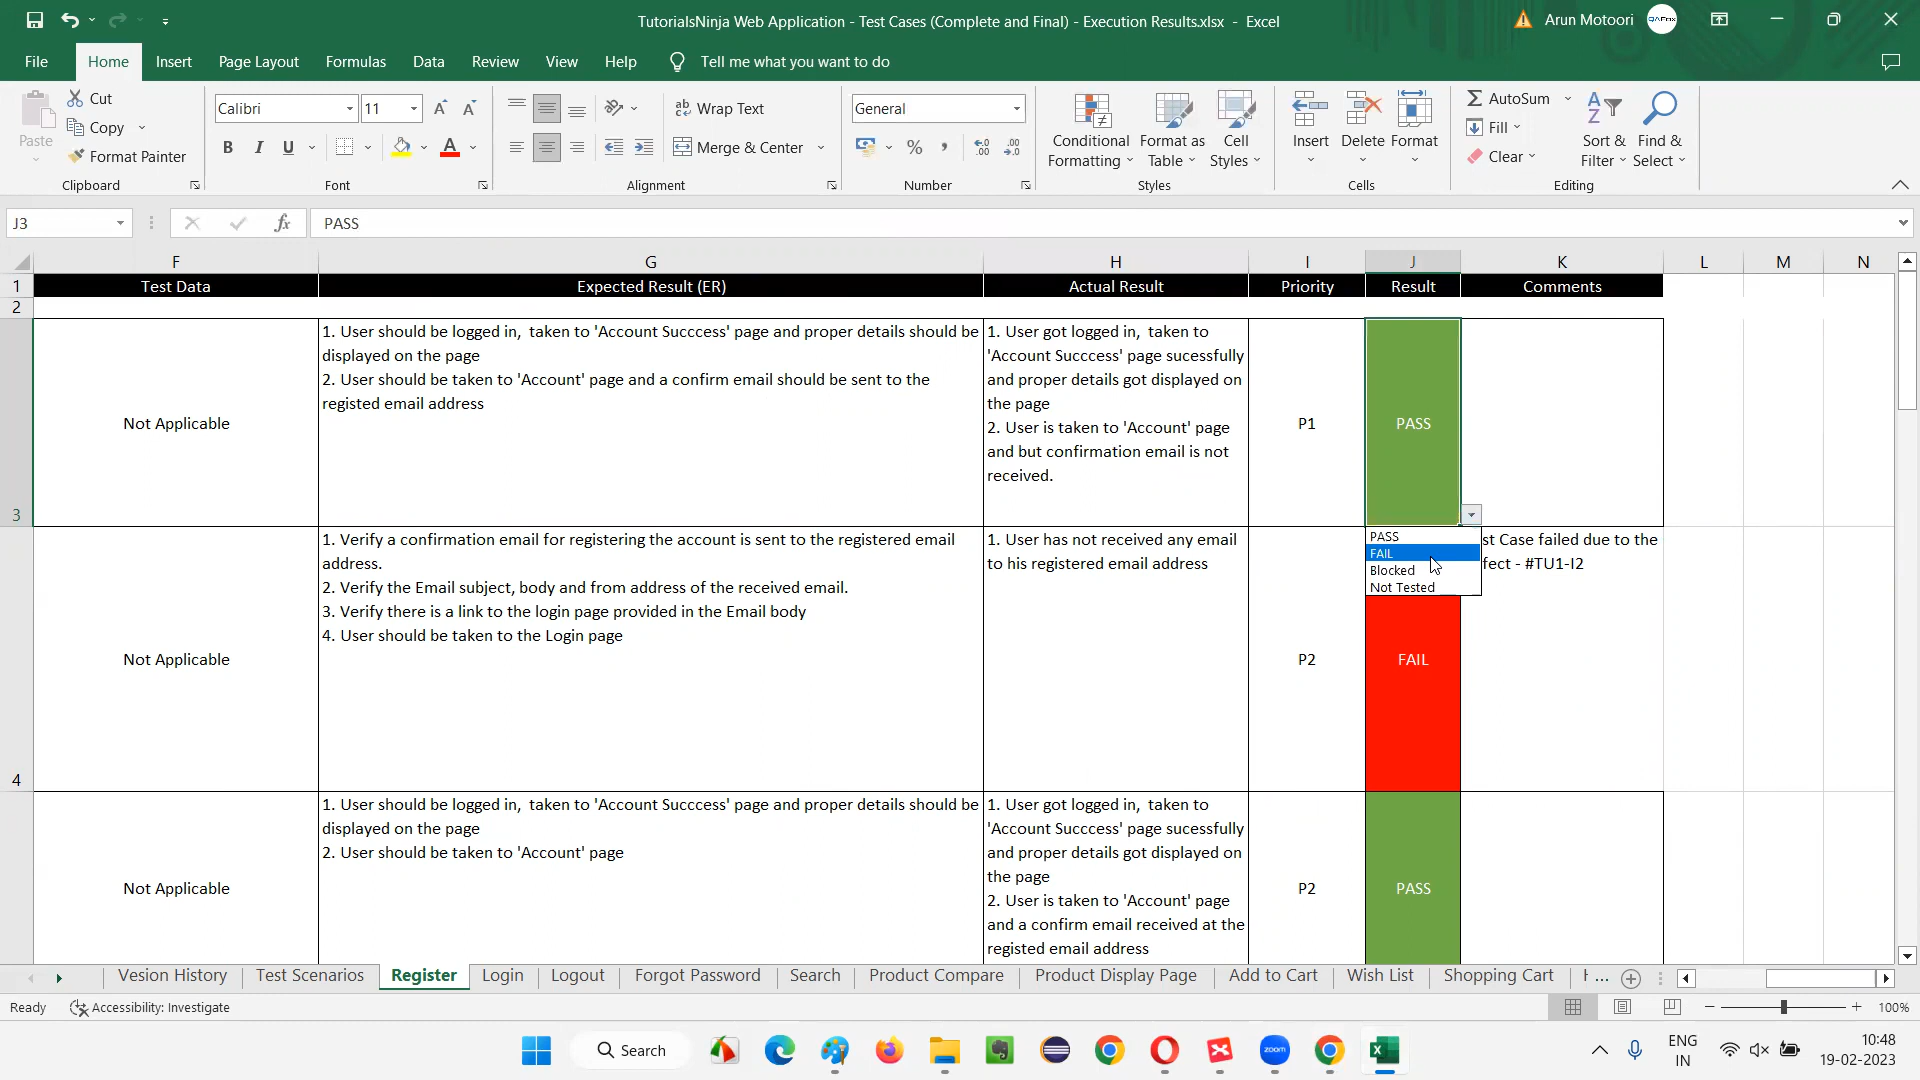 TutorialsNinja Web Application - Test Cases (Complete and Final) - Execution Results.xlsx - Excel
Arun Motoori
File Home Insert Page Layout Formulas Data Review View Help Tell me what you want to do
Paste
Cut
Copy
Format Painter
Clipboard
Calibri 11
B I U
Font
Wrap Text
Merge & Center
Alignment
General
Number
Conditional Formatting
Format as Table
Cell Styles
Styles
Insert Delete Format
Cells
AutoSum
Fill
Clear
Sort & Filter
Find & Select
Editing
J3 fx PASS
F G H I J K L M N
1 Test Data Expected Result (ER) Actual Result Priority Result Comments
2
3
Not Applicable
1. User should be logged in, taken to 'Account Succcess' page and proper details should be
displayed on the page
2. User should be taken to 'Account' page and a confirm email should be sent to the
registed email address
1. User got logged in, taken to
'Account Succcess' page sucessfully
and proper details got displayed on
the page
2. User is taken to 'Account' page
and but confirmation email is not
received.
P1
PASS
PASS
FAIL
Blocked
Not Tested
4
Not Applicable
1. Verify a confirmation email for registering the account is sent to the registered email
address.
2. Verify the Email subject, body and from address of the received email.
3. Verify there is a link to the login page provided in the Email body
4. User should be taken to the Login page
1. User has not received any email
to his registered email address
P2
FAIL
st Case failed due to the
fect - #TU1-I2
Not Applicable
1. User should be logged in, taken to 'Account Succcess' page and proper details should be
displayed on the page
2. User should be taken to 'Account' page
1. User got logged in, taken to
'Account Succcess' page sucessfully
and proper details got displayed on
the page
2. User is taken to 'Account' page
and a confirm email received at the
registed email address
P2
PASS
Vesion History Test Scenarios Register Login Logout Forgot Password Search Product Compare Product Display Page Add to Cart Wish List Shopping Cart ...
Ready Accessibility: Investigate 100%
Search
zoom
ENG
IN
10:48
19-02-2023